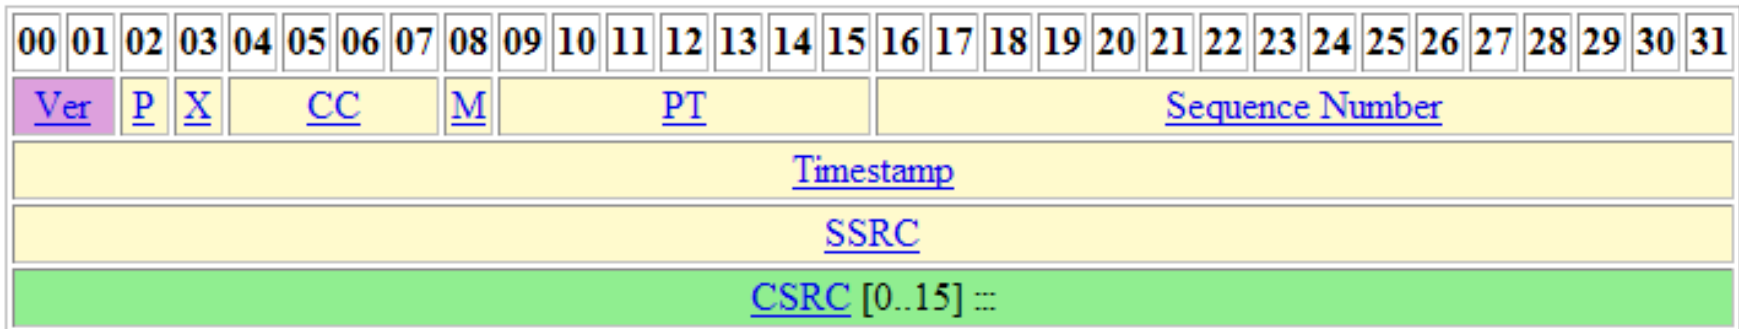 00 01 02 03 04 05 06 07 08 09 10 11 12 13 14 15 16 17 18 19 20 21 22 23 24 25 26 27 28 29 30 31
Ver P X CC M PT Sequence Number
Timestamp
SSRC
CSRC [0..15] :::